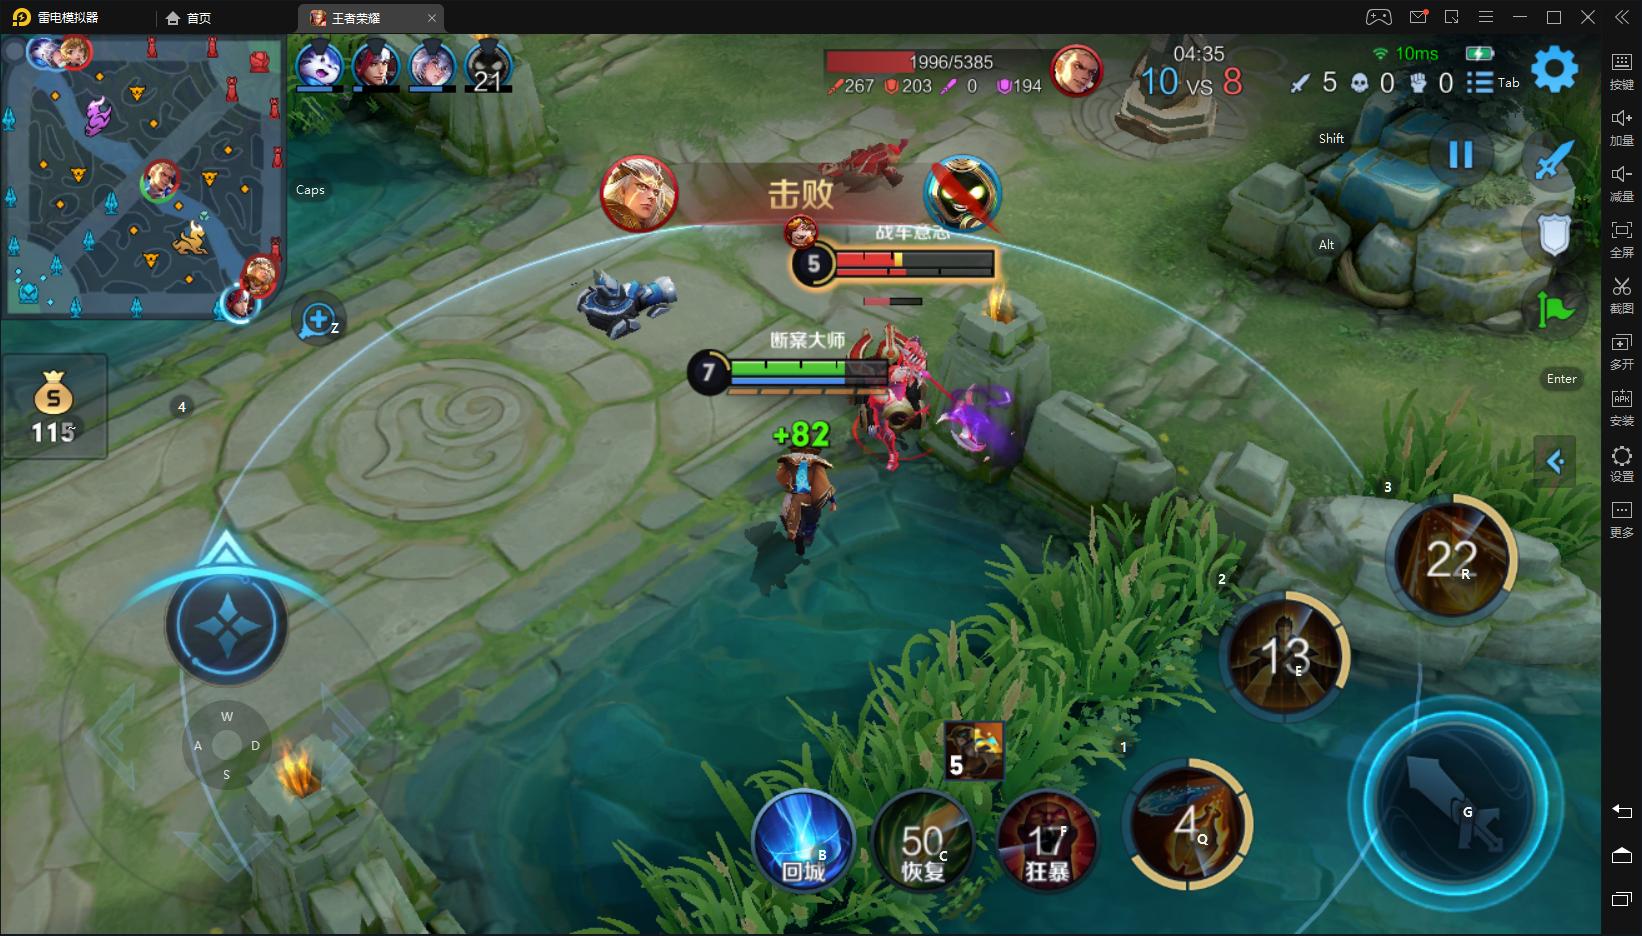 雷电模拟器
首页
王者荣耀
21
1996/5385
267 203 0 194
04:35
10 VS 8
10ms
5 0 0 Tab
Shift
Caps
击败
战车意志
5
Alt
Z
断案大师
7
+82
S
115
4
Enter
3
22
R
2
13
E
W
A D
S
5
1
4
Q
G
回城
B
50
恢复
C
17
狂暴
F
按键
加量
减量
全屏
截图
多开
APK
安装
设置
更多